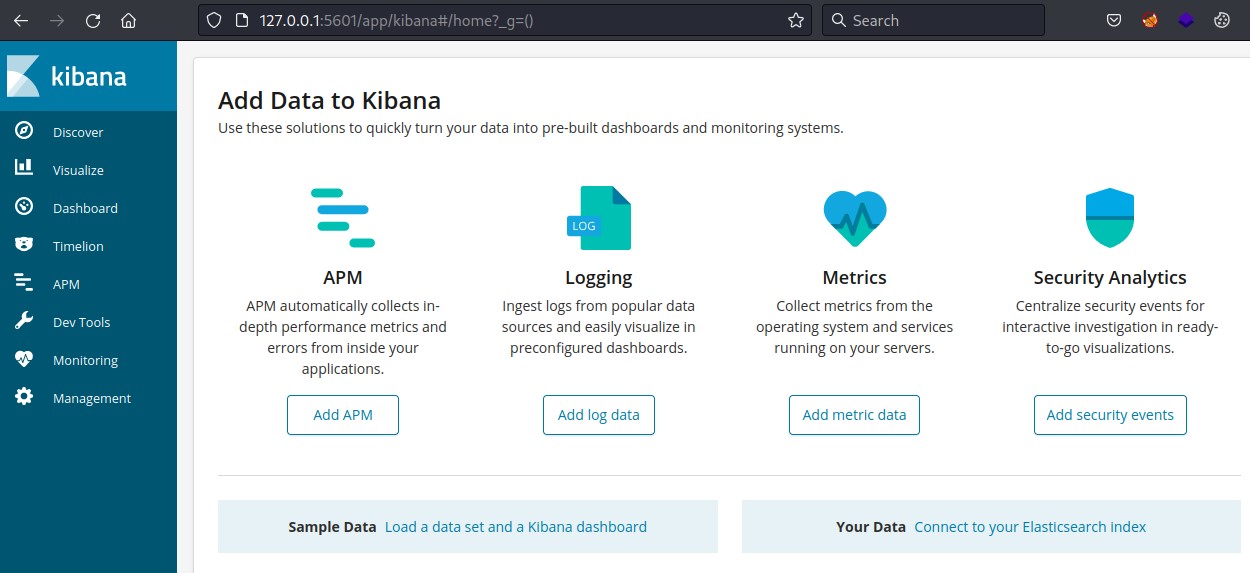 127.0.0.1:5601/app/kibana#/home?_g=()
Search
kibana
Discover
Visualize
Dashboard
Timelion
APM
Dev Tools
Monitoring
Management
Add Data to Kibana
Use these solutions to quickly turn your data into pre-built dashboards and monitoring systems.
APM
APM automatically collects in-
depth performance metrics and
errors from inside your
applications.
Add APM
LOG
Logging
Ingest logs from popular data
sources and easily visualize in
preconfigured dashboards.
Add log data
Metrics
Collect metrics from the
operating system and services
running on your servers.
Add metric data
Security Analytics
Centralize security events for
interactive investigation in ready-
to-go visualizations.
Add security events
Sample Data Load a data set and a Kibana dashboard
Your Data Connect to your Elasticsearch index